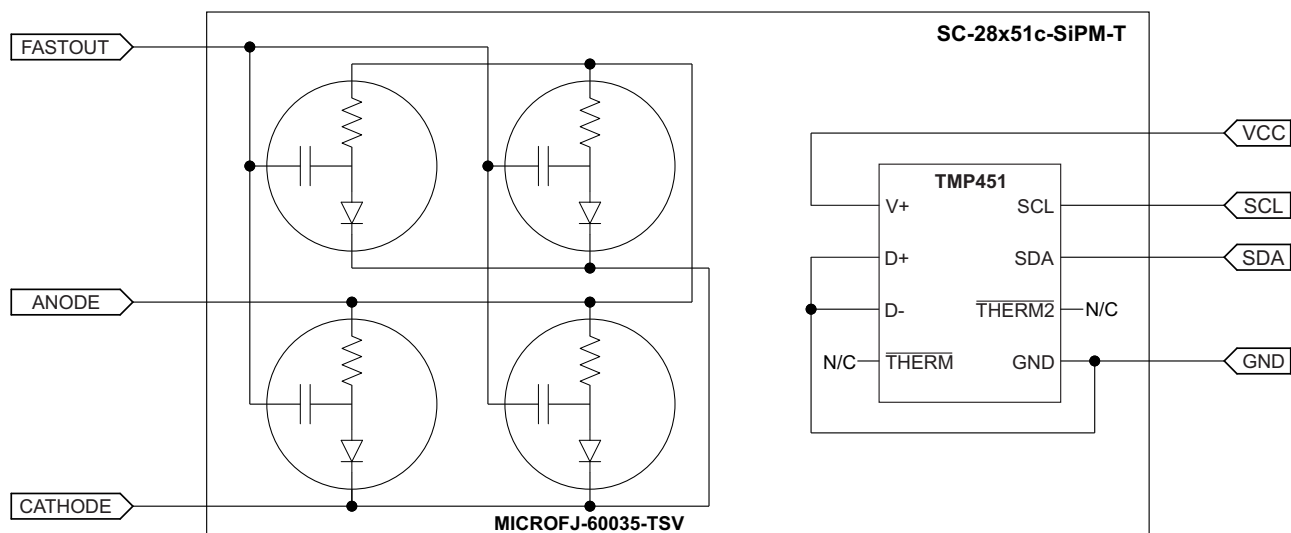 SC-28x51c-SiPM-T
FASTOUT
ANODE
CATHODE
MICROFJ-60035-TSV
TMP451
V+ SCL
D+ SDA
D- THERM2 N/C
N/C THERM GND
VCC
SCL
SDA
GND